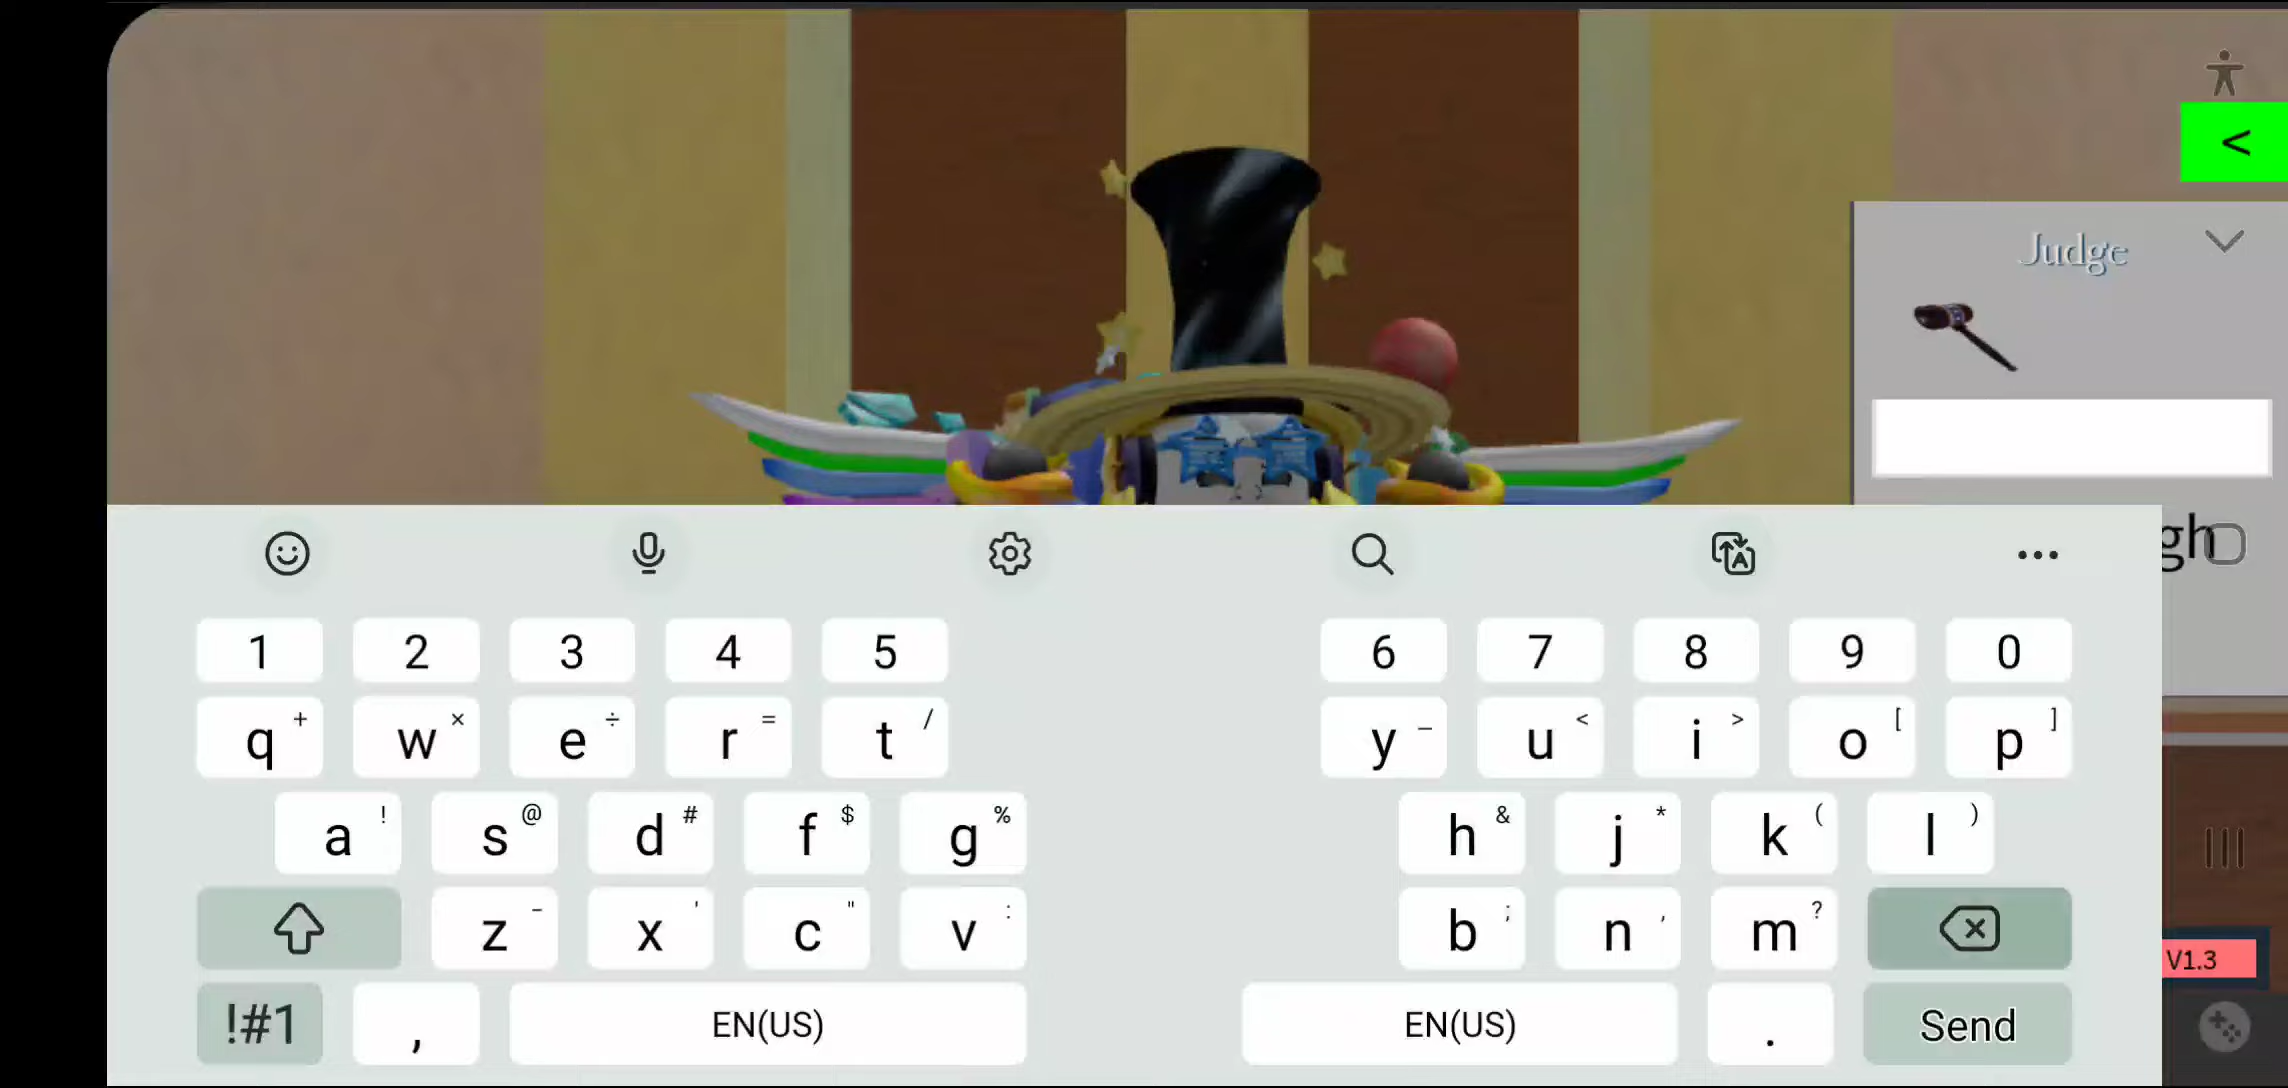 <
Judge
gh
1 2 3 4 5 6 7 8 9 0
q + w × e ÷ r = t / y _ u < i > o [ p ]
a ! s @ d # f $ g % h & j * k ( l )
z - x ' c " v : b ; n , m ?
V1.3
!#1 , EN(US) EN(US) . Send